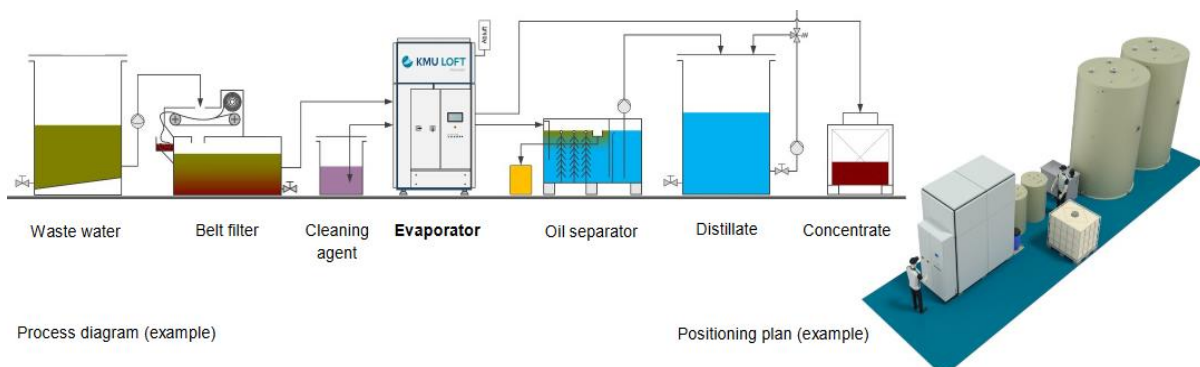 KMU LOFT
Waste water
Belt filter
Cleaning
agent
Evaporator
Oil separator
Distillate
Concentrate
Process diagram (example)
Positioning plan (example)